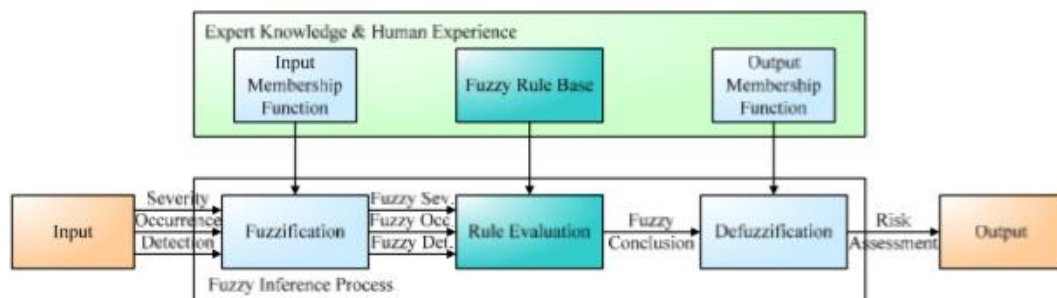 Expert Knowledge & Human Experience
Input
Membership
Function
Fuzzy Rule Base
Output
Membership
Function
Input
Severity
Occurrence
Detection
Fuzzification
Fuzzy Sev.
Fuzzy Occ.
Fuzzy Det.
Rule Evaluation
Fuzzy
Conclusion
Defuzzification
Risk
Assessment
Output
Fuzzy Inference Process